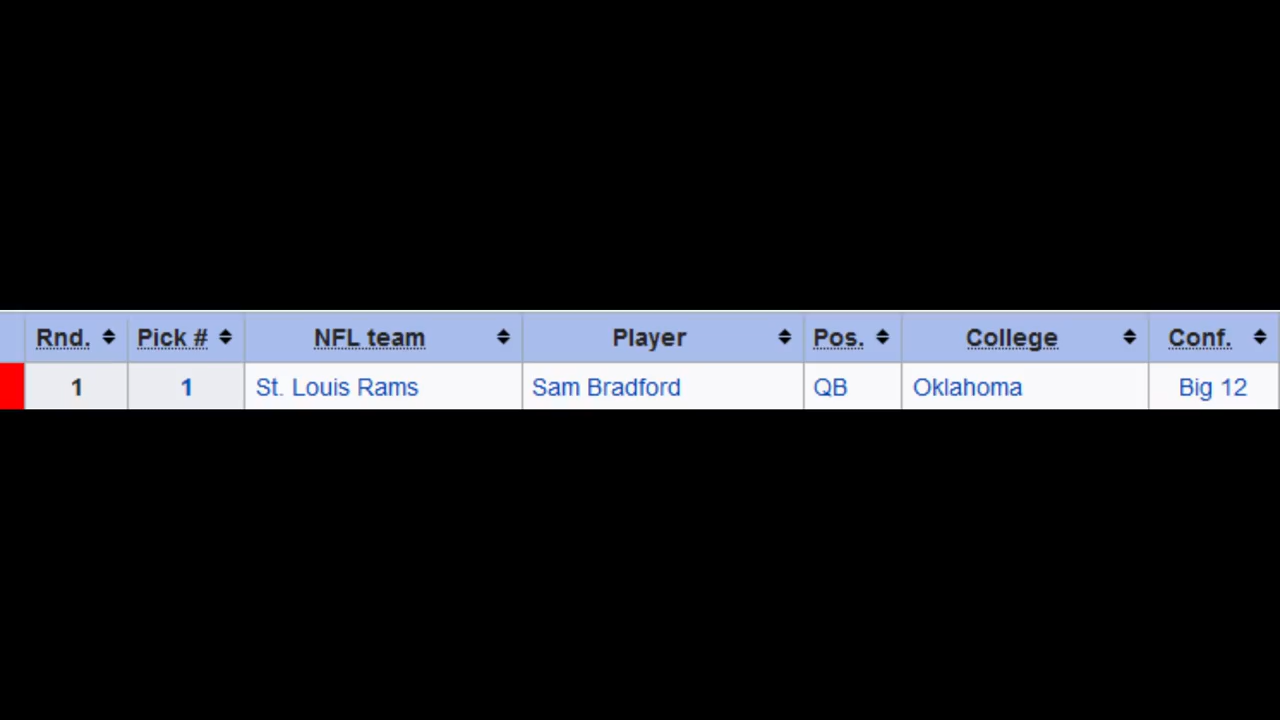 Rnd. Pick # NFL team Player Pos. College Conf.
1 1 St. Louis Rams Sam Bradford QB Oklahoma Big 12